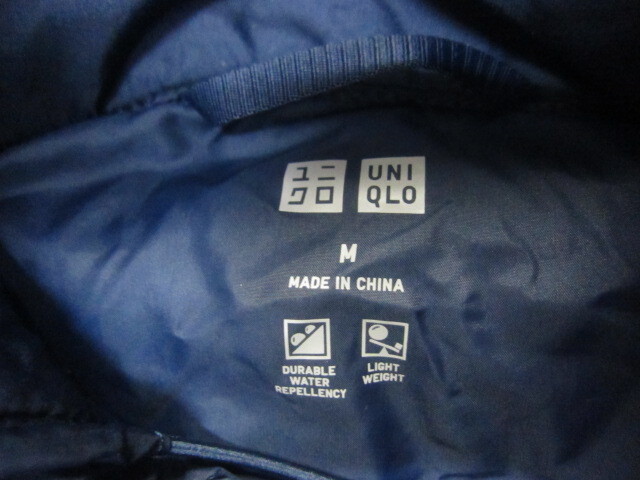 ユニ UNI
クロ QLO
M
MADE IN CHINA
DURABLE
WATER
REPELLENCY
LIGHT
WEIGHT